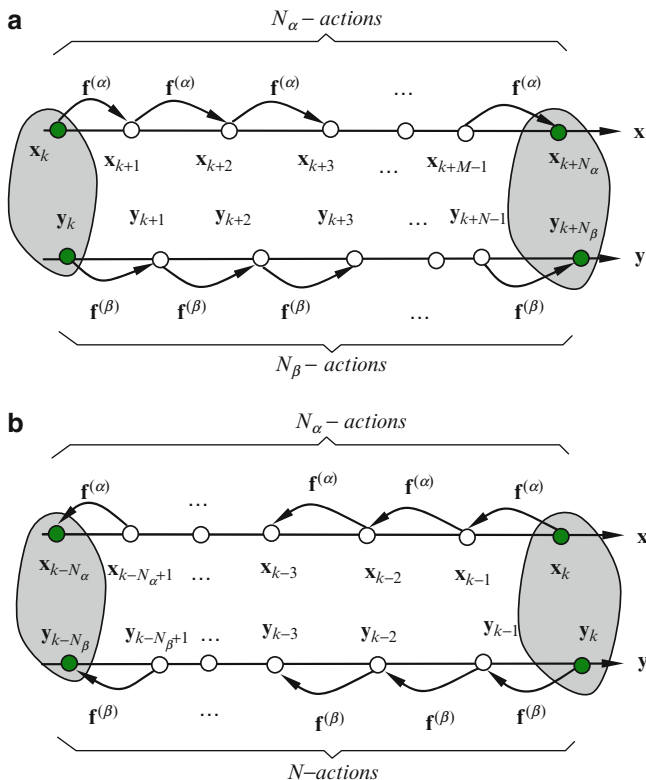 a
N_α – actions
f^(α) f^(α) f^(α) ... f^(α)
x
x_k x_{k+1} x_{k+2} x_{k+3} ... x_{k+M−1} x_{k+N_α}
y_k y_{k+1} y_{k+2} y_{k+3} ... y_{k+N−1} y_{k+N_β}
y
f^(β) f^(β) f^(β) f^(β) ... f^(β)
N_β – actions
b
N_α – actions
f^(α) ... f^(α) f^(α) f^(α)
x
x_{k−N_α} x_{k−N_α+1} ... x_{k−3} x_{k−2} x_{k−1} x_k
y_{k−N_β} y_{k−N_β+1} ... y_{k−3} y_{k−2} y_{k−1} y_k
y
f^(β) ... f^(β) f^(β) f^(β)
N–actions